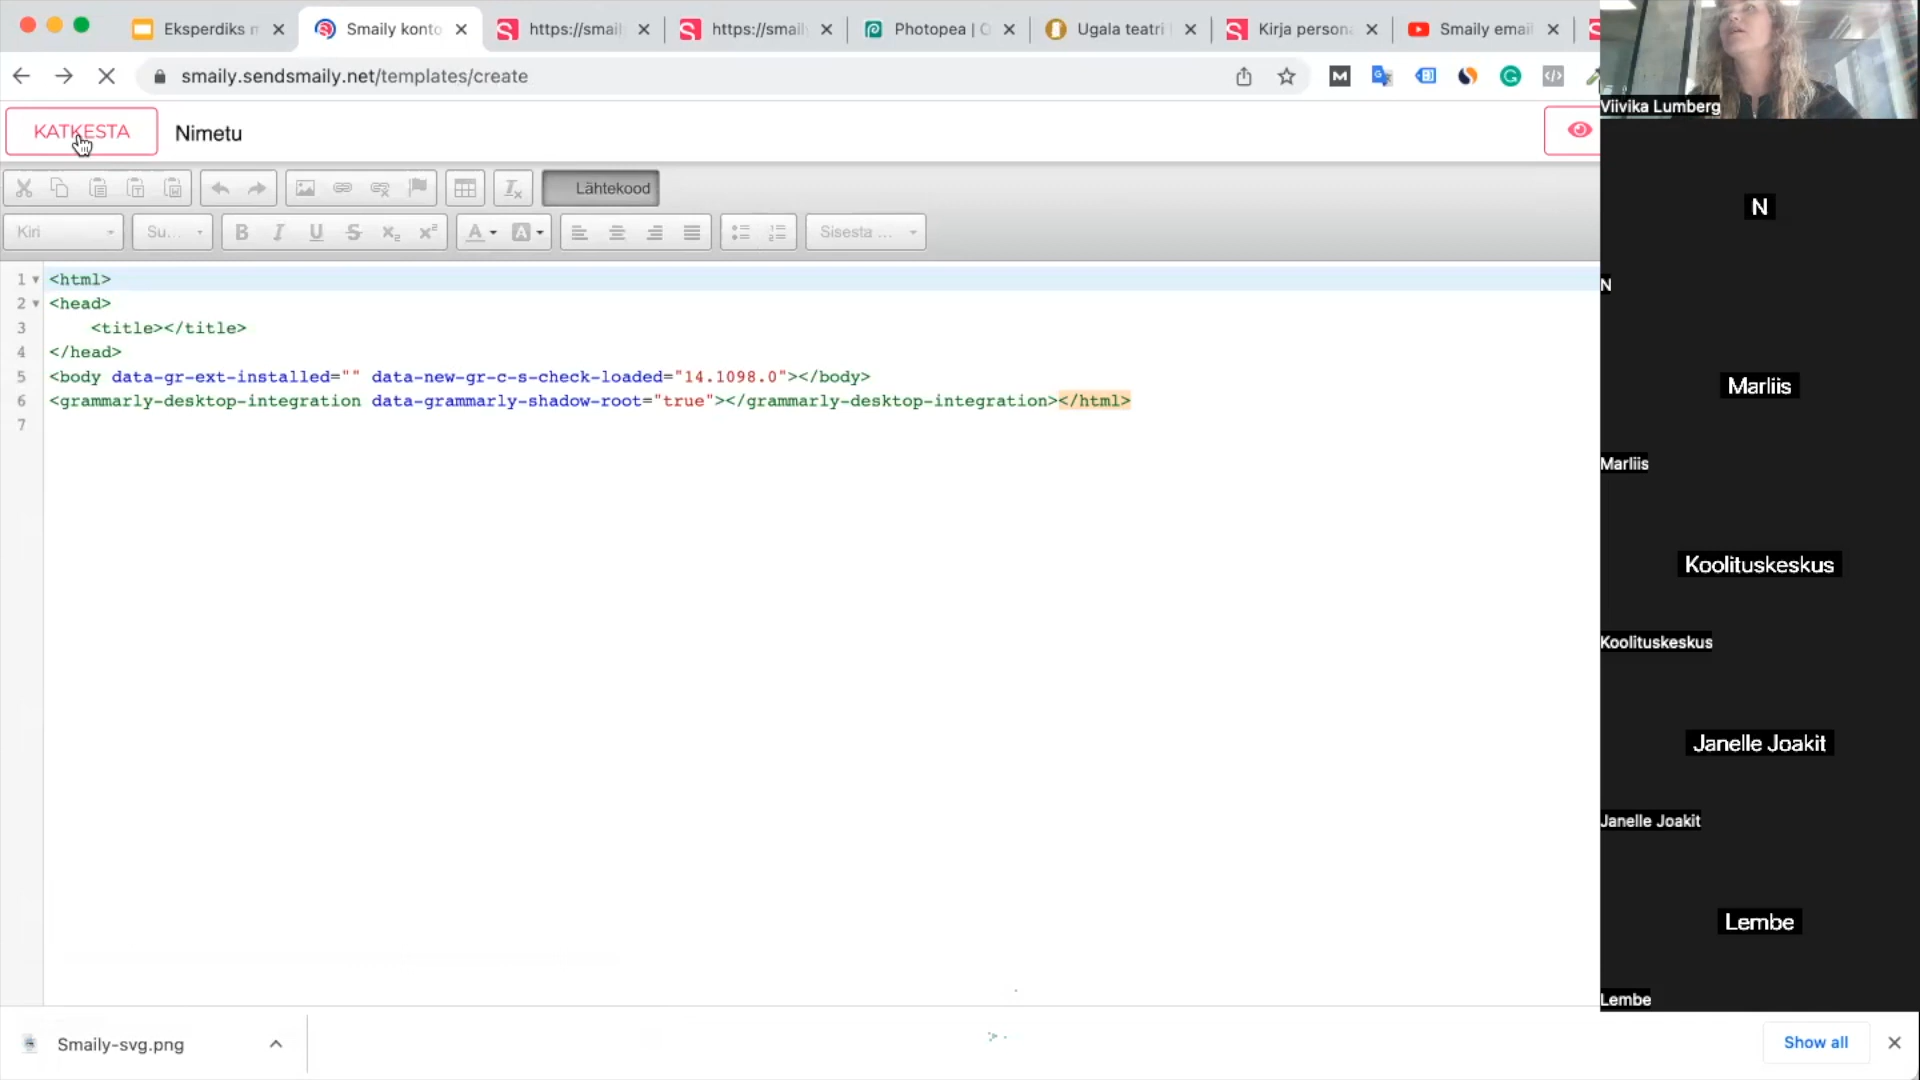 Eksperdiks m
Smaily konto
https://smail
https://smaily
Photopea | O
Ugala teatri
Kirja persona
Smaily email
smaily.sendsmaily.net/templates/create
KATKESTA
Nimetu
Lähtekood
Kiri
Su...
Sisesta ...
1 <html>
2 <head>
3 <title></title>
4 </head>
5 <body data-gr-ext-installed="" data-new-gr-c-s-check-loaded="14.1098.0"></body>
6 <grammarly-desktop-integration data-grammarly-shadow-root="true"></grammarly-desktop-integration></html>
7
Smaily-svg.png
Show all
Viivika Lumberg
N
N
Marliis
Marliis
Koolituskeskus
Koolituskeskus
Janelle Joakit
Janelle Joakit
Lembe
Lembe